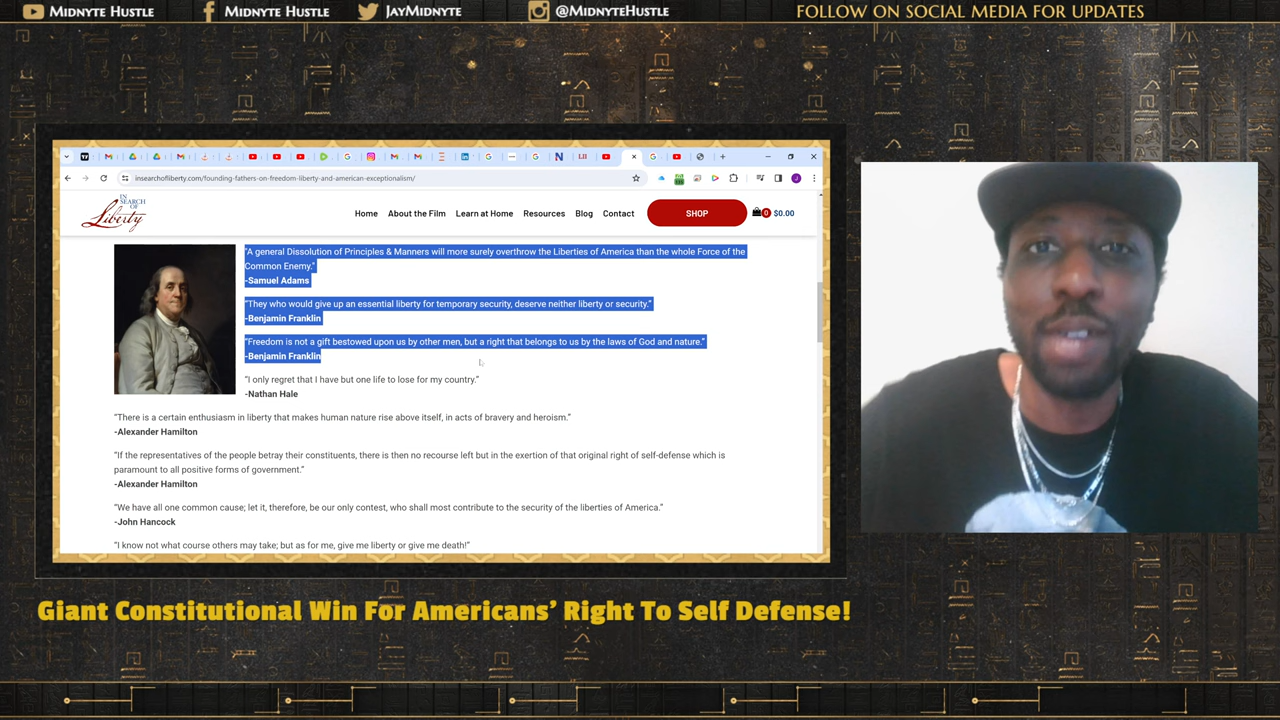 MIDNYTE HUSTLE
MIDNYTE HUSTLE
JAYMIDNYTE
@MIDNYTEHUSTLE
FOLLOW ON SOCIAL MEDIA FOR UPDATES
insearchofliberty.com/founding-fathers-on-freedom-liberty-and-american-exceptionalism/
IN
SEARCH
OF
Liberty
Home
About the Film
Learn at Home
Resources
Blog
Contact
SHOP
0
$0.00
“A general Dissolution of Principles & Manners will more surely overthrow the Liberties of America than the whole Force of the
Common Enemy.”
-Samuel Adams
“They who would give up an essential liberty for temporary security, deserve neither liberty or security.”
-Benjamin Franklin
“Freedom is not a gift bestowed upon us by other men, but a right that belongs to us by the laws of God and nature.”
-Benjamin Franklin
“I only regret that I have but one life to lose for my country.”
-Nathan Hale
“There is a certain enthusiasm in liberty that makes human nature rise above itself, in acts of bravery and heroism.”
-Alexander Hamilton
“If the representatives of the people betray their constituents, there is then no recourse left but in the exertion of that original right of self-defense which is
paramount to all positive forms of government.”
-Alexander Hamilton
“We have all one common cause; let it, therefore, be our only contest, who shall most contribute to the security of the liberties of America.”
-John Hancock
“I know not what course others may take; but as for me, give me liberty or give me death!”
Giant Constitutional Win For Americans’ Right To Self Defense!